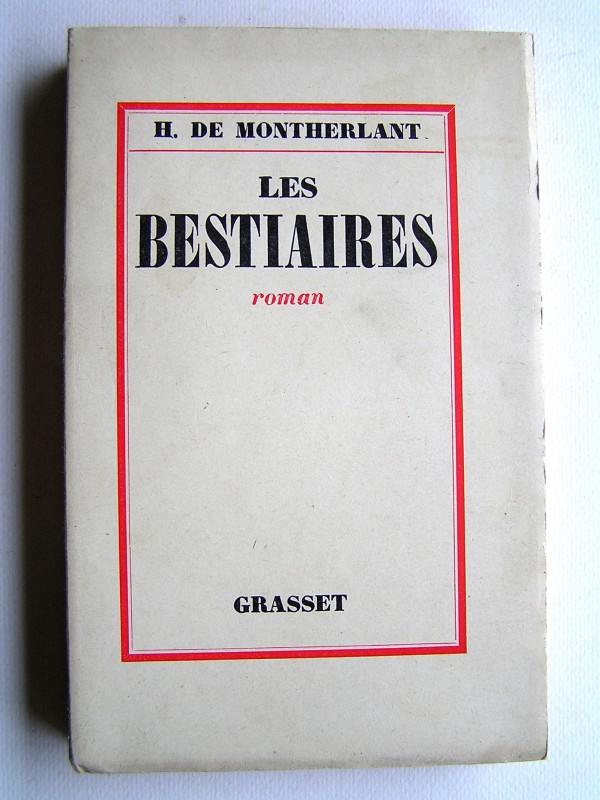 H. DE MONTHERLANT
LES
BESTIAIRES
roman
GRASSET